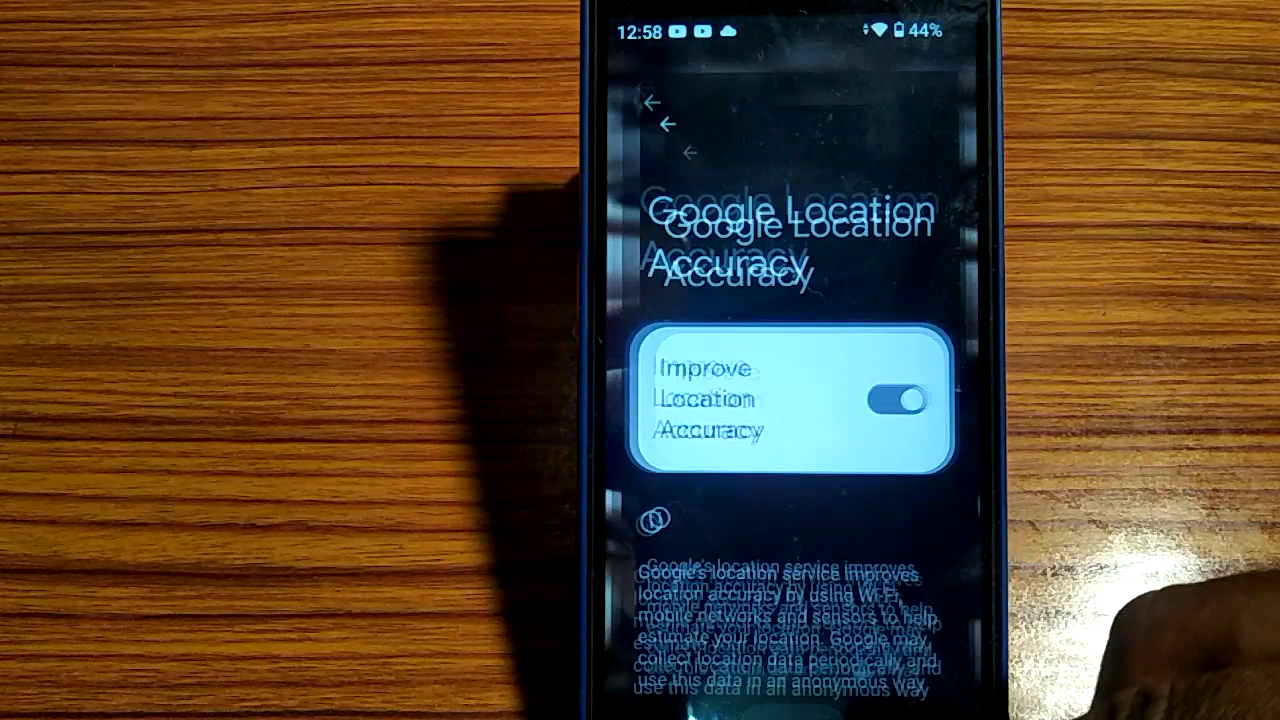 12:58 44%
Google Location
Accuracy
Improve
Location
Accuracy
Google's location service improves
location accuracy by using Wi-Fi,
mobile networks and sensors to help
estimate your location. Google may
collect location data periodically and
use this data in an anonymous way